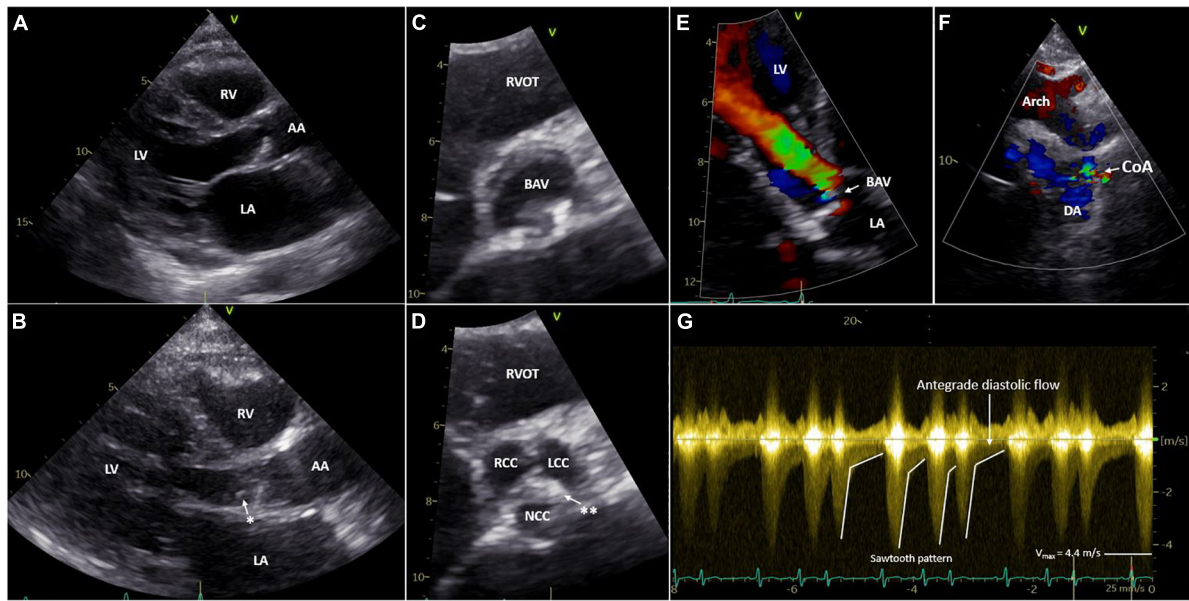 A
V
5
RV
AA
LV
10
LA
15
B
V
5
RV
LV
AA
10
*
LA
C
V
4
RVOT
6
BAV
8
10
D
V
4
RVOT
6
RCC LCC
8
NCC
**
10
E
V
4
LV
6
8
BAV
10
LA
12
F
V
Arch
10
CoA
DA
G
20
Antegrade diastolic flow
2
[m/s]
-2
Sawtooth pattern
Vmax = 4.4 m/s
-4
25 mm/s
-8 -6 -4 -2 0